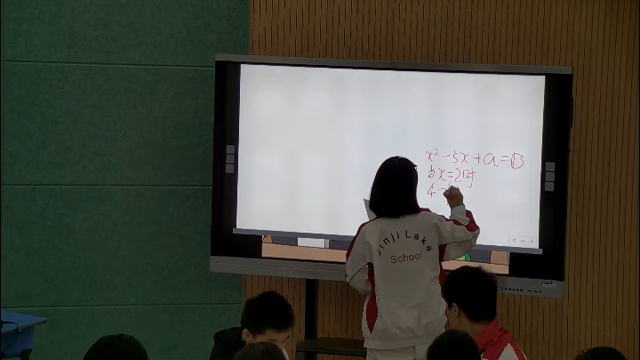 x²-5x+a=0
当x=2时
4-
Jinji Lake
School